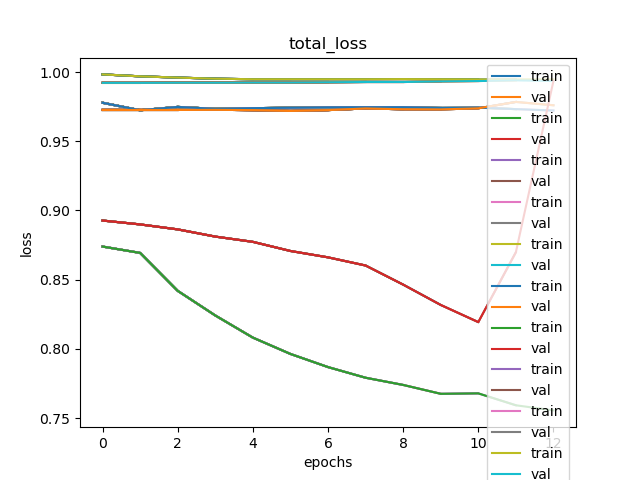 total_loss
1.00
0.95
0.90
0.85
0.80
0.75
loss
0
2
4
6
8
10
12
epochs
train
val
train
val
train
val
train
val
train
val
train
val
train
val
train
val
train
val
train
val